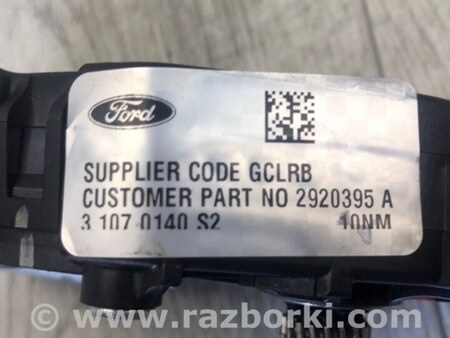 Ford
SUPPLIER CODE GCLRB
CUSTOMER PART NO 2920395 A
3 107 0140 S2 10NM
www.razborki.com